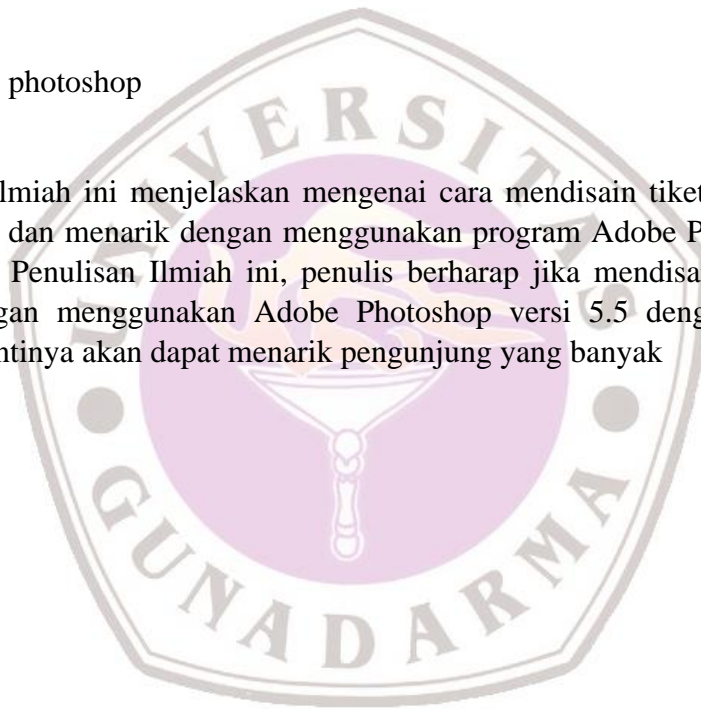 photoshop
lmiah ini menjelaskan mengenai cara mendisain tiket
dan menarik dengan menggunakan program Adobe P
Penulisan Ilmiah ini, penulis berharap jika mendisa
gan menggunakan Adobe Photoshop versi 5.5 deng
ntinya akan dapat menarik pengunjung yang banyak
UNIVERSITAS
GUNADARMA